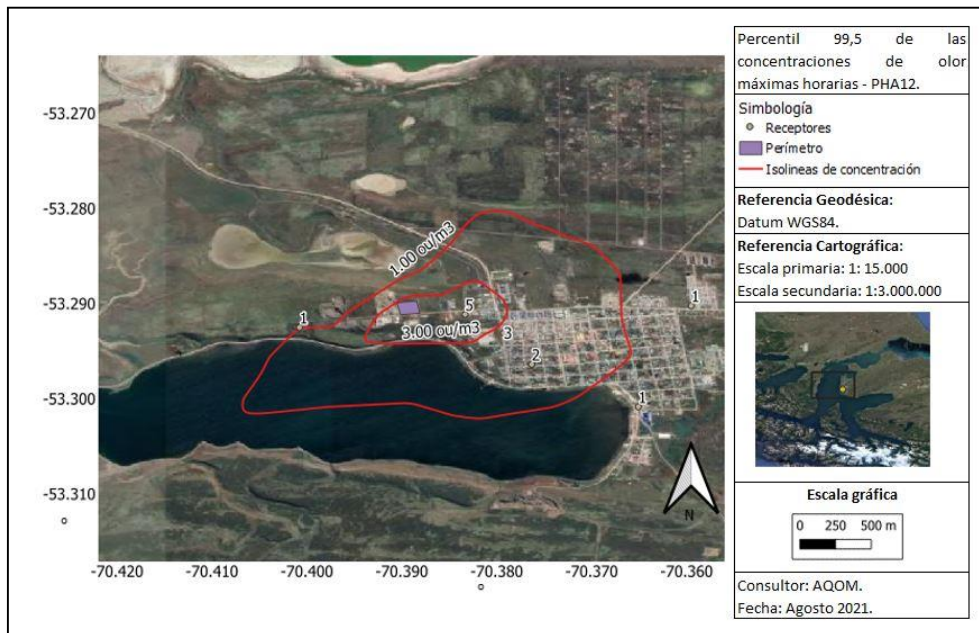 -53.270
-53.280
-53.290
-53.300
-53.310
-70.420
-70.410
-70.400
-70.390
-70.380
-70.370
-70.360
1.00 ou/m3
3.00 ou/m3
1
5
3
2
1
1
N
Percentil 99,5 de las
concentraciones de olor
máximas horarias - PHA12.
Simbología
Receptores
Perímetro
Isolineas de concentración
Referencia Geodésica:
Datum WGS84.
Referencia Cartográfica:
Escala primaria: 1: 15.000
Escala secundaria: 1:3.000.000
Escala gráfica
0 250 500 m
Consultor: AQOM.
Fecha: Agosto 2021.